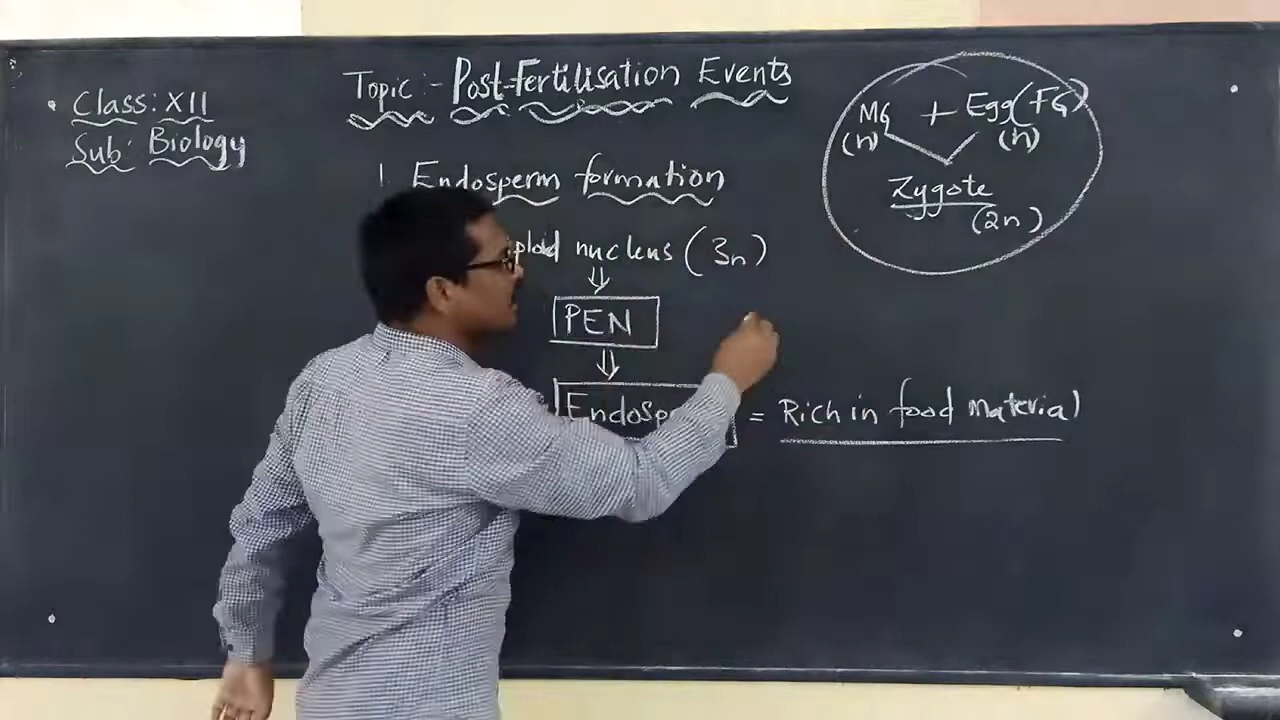 Class: XII
Sub: Biology
Topic:- Post-Fertilisation Events
1 Endosperm formation
nucleus (3n)
⇓
PEN
⇓
= Rich in food material
MG + Egg(FG)
(n) (n)
Zygote
(2n)